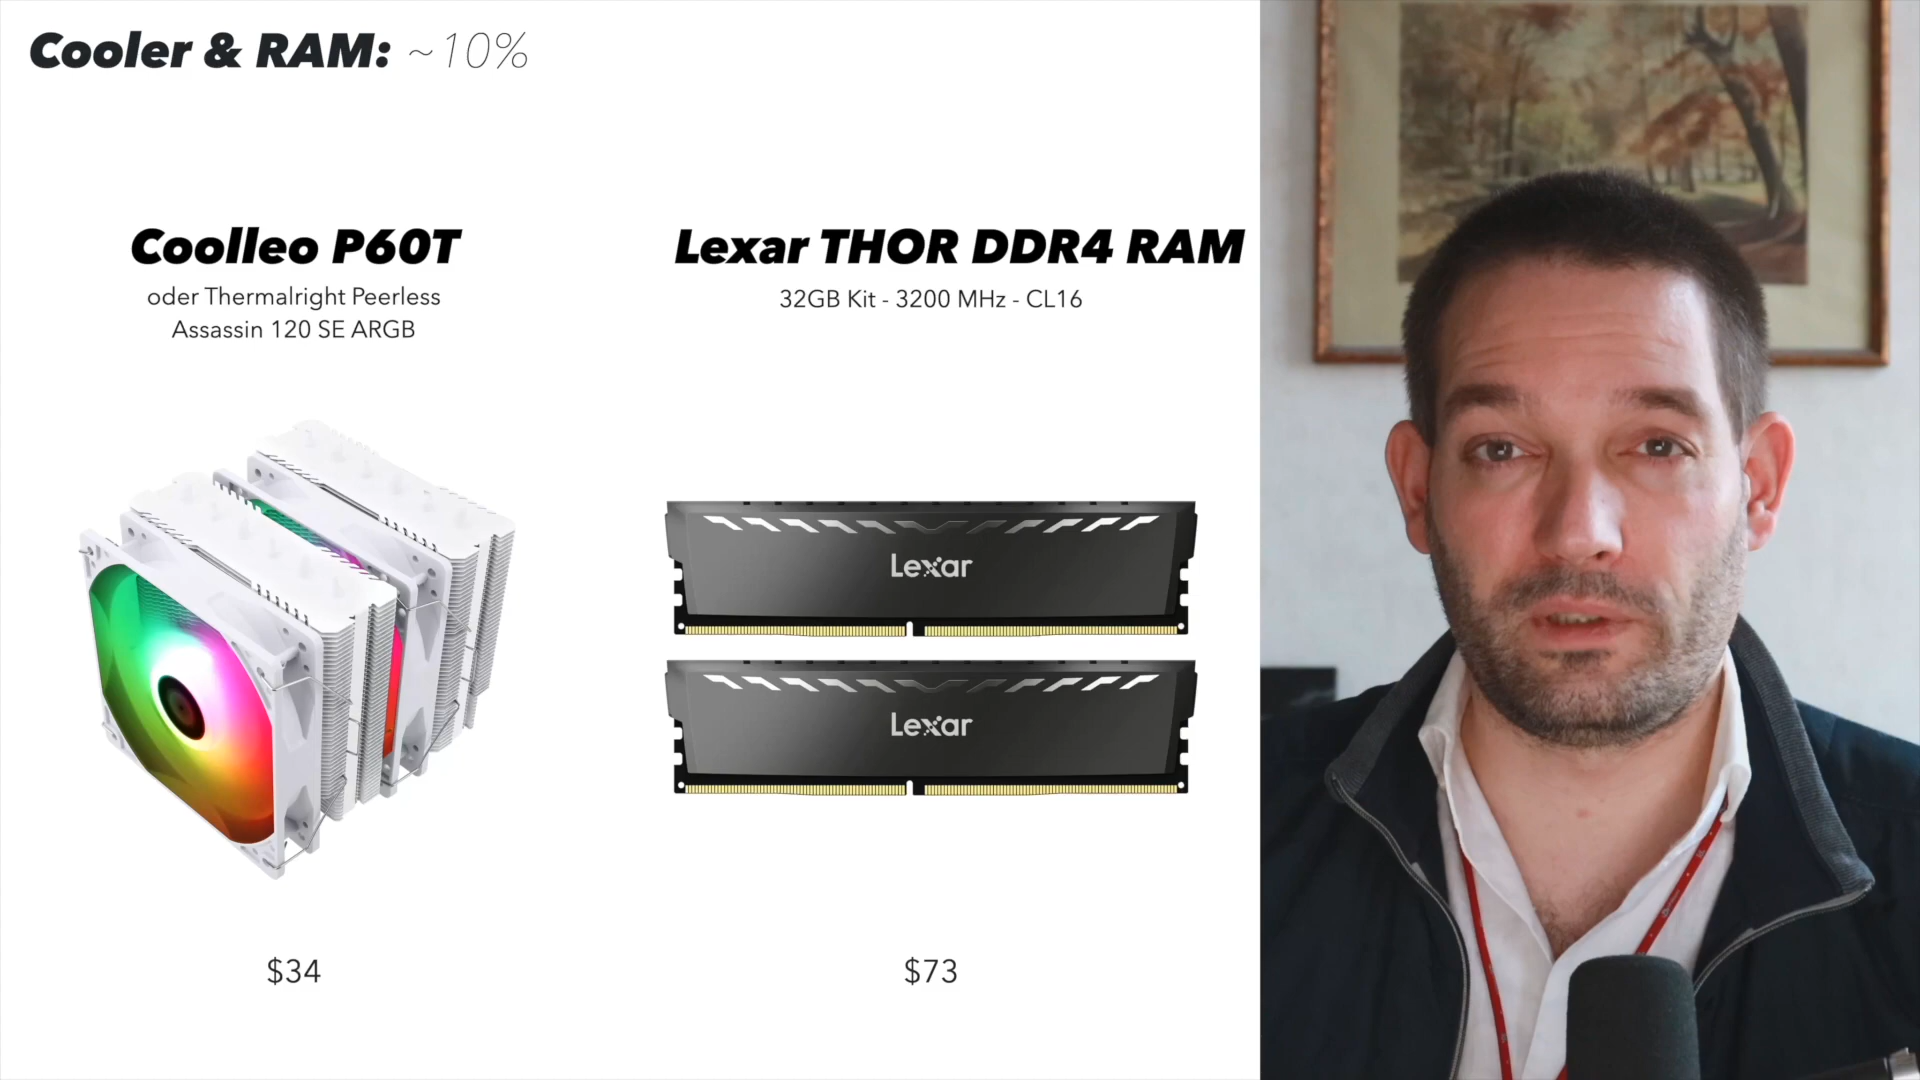 Cooler & RAM: ~10%
Coolleo P60T
oder Thermalright Peerless
Assassin 120 SE ARGB
$34
Lexar THOR DDR4 RAM
32GB Kit - 3200 MHz - CL16
Lexar
Lexar
$73